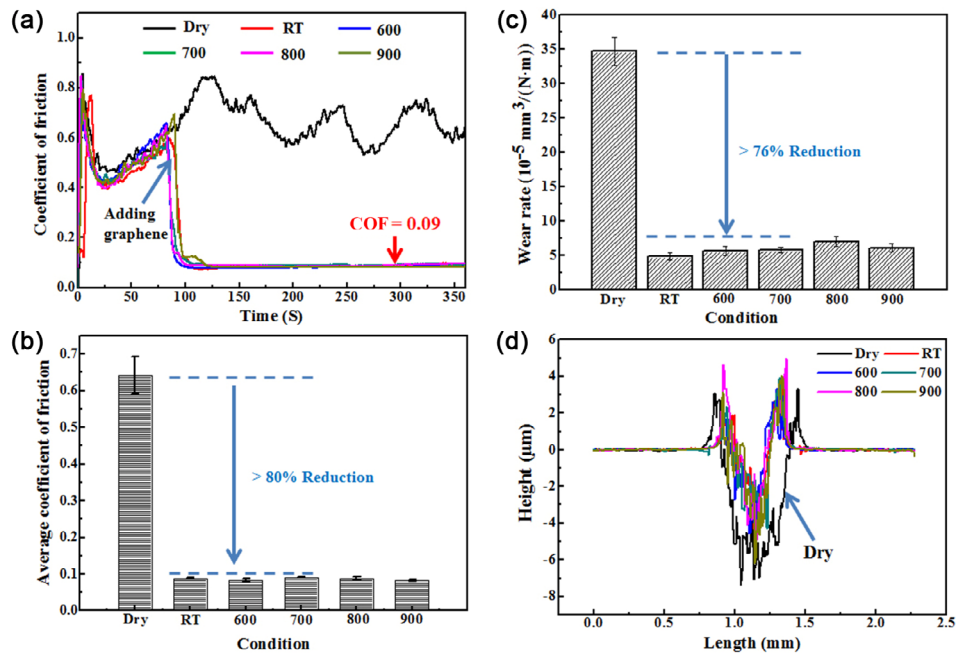 (a)
Dry RT 600
700 800 900
Coefficient of friction
1.0
0.8
0.6
0.4
0.2
0.0
Adding
graphene
COF = 0.09
0 50 100 150 200 250 300 350
Time (S)
(c)
Wear rate (10⁻⁵ mm³/(N·m))
40
35
30
25
20
15
10
5
0
> 76% Reduction
Dry RT 600 700 800 900
Condition
(b)
Average coefficient of friction
0.7
0.6
0.5
0.4
0.3
0.2
0.1
0.0
> 80% Reduction
Dry RT 600 700 800 900
Condition
(d)
Dry RT
600 700
800 900
Height (μm)
6
4
2
0
-2
-4
-6
-8
Dry
0.0 0.5 1.0 1.5 2.0 2.5
Length (mm)